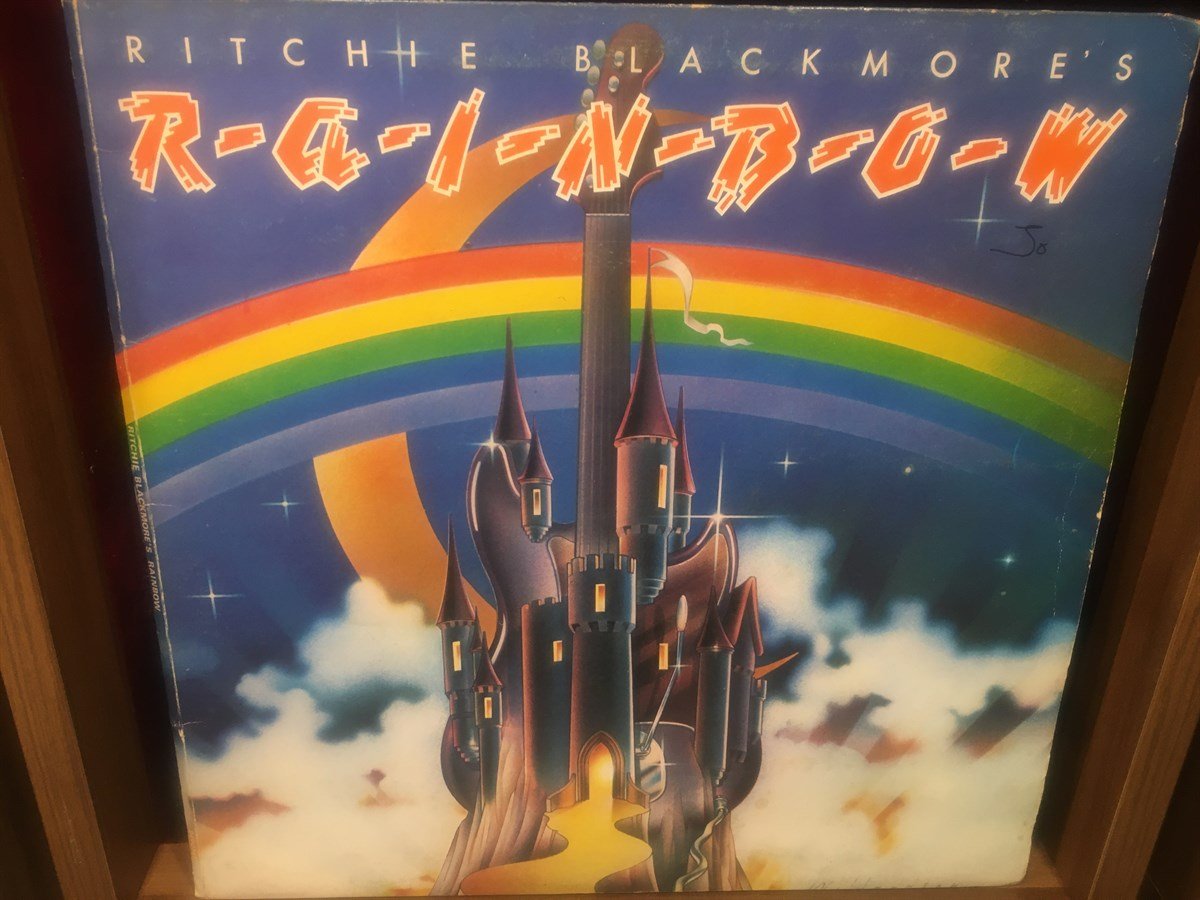 RITCHIE BLACKMORE'S
R-A-I-N-B-O-W
RITCHIE BLACKMORE'S RAINBOW